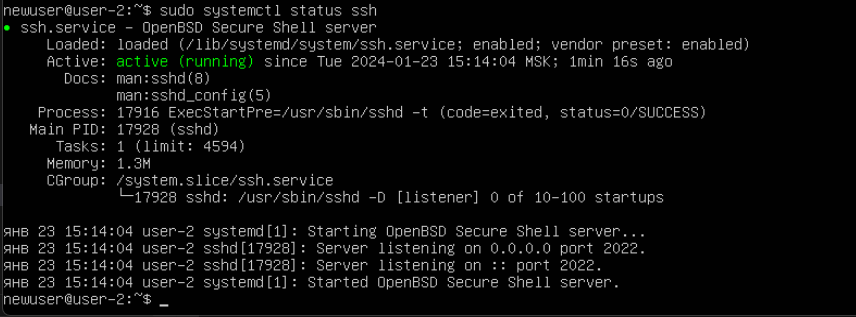 newuser@user-2:~$ sudo systemctl status ssh
● ssh.service – OpenBSD Secure Shell server
Loaded: loaded (/lib/systemd/system/ssh.service; enabled; vendor preset: enabled)
Active: active (running) since Tue 2024-01-23 15:14:04 MSK; 1min 16s ago
Docs: man:sshd(8)
man:sshd_config(5)
Process: 17916 ExecStartPre=/usr/sbin/sshd -t (code=exited, status=0/SUCCESS)
Main PID: 17928 (sshd)
Tasks: 1 (limit: 4594)
Memory: 1.3M
CGroup: /system.slice/ssh.service
└─17928 sshd: /usr/sbin/sshd -D [listener] 0 of 10-100 startups
янв 23 15:14:04 user-2 systemd[1]: Starting OpenBSD Secure Shell server...
янв 23 15:14:04 user-2 sshd[17928]: Server listening on 0.0.0.0 port 2022.
янв 23 15:14:04 user-2 sshd[17928]: Server listening on :: port 2022.
янв 23 15:14:04 user-2 systemd[1]: Started OpenBSD Secure Shell server.
newuser@user-2:~$ _